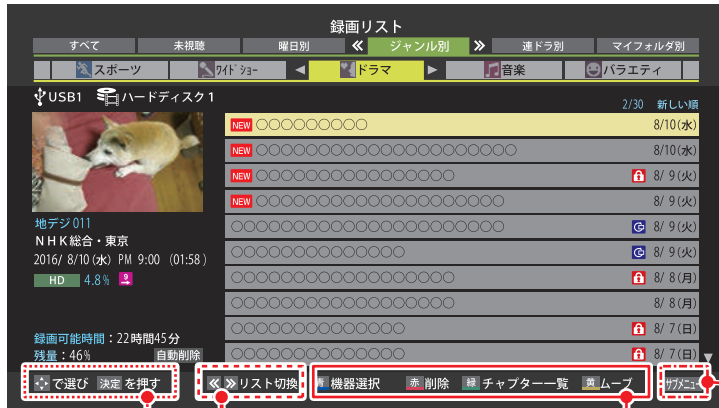 録画リスト
すべて 未視聴 曜日別 ≪ ジャンル別 ≫ 連ドラ別 マイフォルダ別
スポーツ ワイドショー ◀ ドラマ ▶ 音楽 バラエティ
USB1 ハードディスク1 2/30 新しい順
NEW ○○○○○○○○○ 8/10(水)
NEW ○○○○○○○○○○○○○○○○○○○○○ 8/10(水)
NEW ○○○○○○○○○○○○○○○○ 8/ 9(火)
NEW ○○○○○○○○○○○○○○○○○○○○ 8/ 9(火)
○○○○○○○○○○○○○○○○○○○○○○ 8/ 9(火)
○○○○○○○○○○○○○○ 8/ 9(火)
○○○○○○○○○○○○○○○○○○ 8/ 8(月)
○○○○○○○○○○○○○○○○○○ 8/ 8(月)
○○○○○○○○○○○○○○ 8/ 7(日)
○○○○○○○○○○○○○○ 8/ 7(日)
地デジ011
NHK総合・東京
2016/ 8/10(水) PM 9:00 (01:58)
HD 4.8% 9
録画可能時間:22時間45分
残量:46% 自動削除
で選び 決定 を押す ≪ ≫ リスト切換 青 機器選択 赤 削除 緑 チャプター一覧 黄 ムーブ サブメニュー